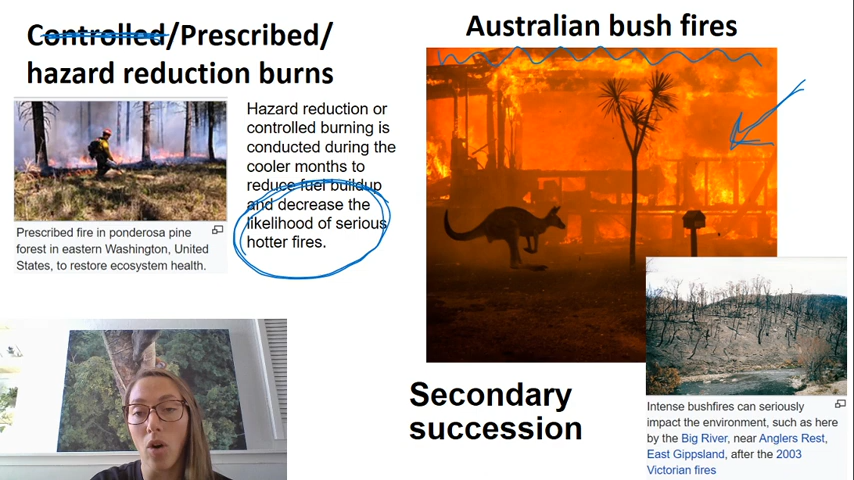 Controlled/Prescribed/
hazard reduction burns
Hazard reduction or
controlled burning is
conducted during the
cooler months to
reduce fuel buildup
and decrease the
likelihood of serious
hotter fires.
Prescribed fire in ponderosa pine
forest in eastern Washington, United
States, to restore ecosystem health.
Australian bush fires
Secondary
succession
Intense bushfires can seriously
impact the environment, such as here
by the Big River, near Anglers Rest,
East Gippsland, after the 2003
Victorian fires